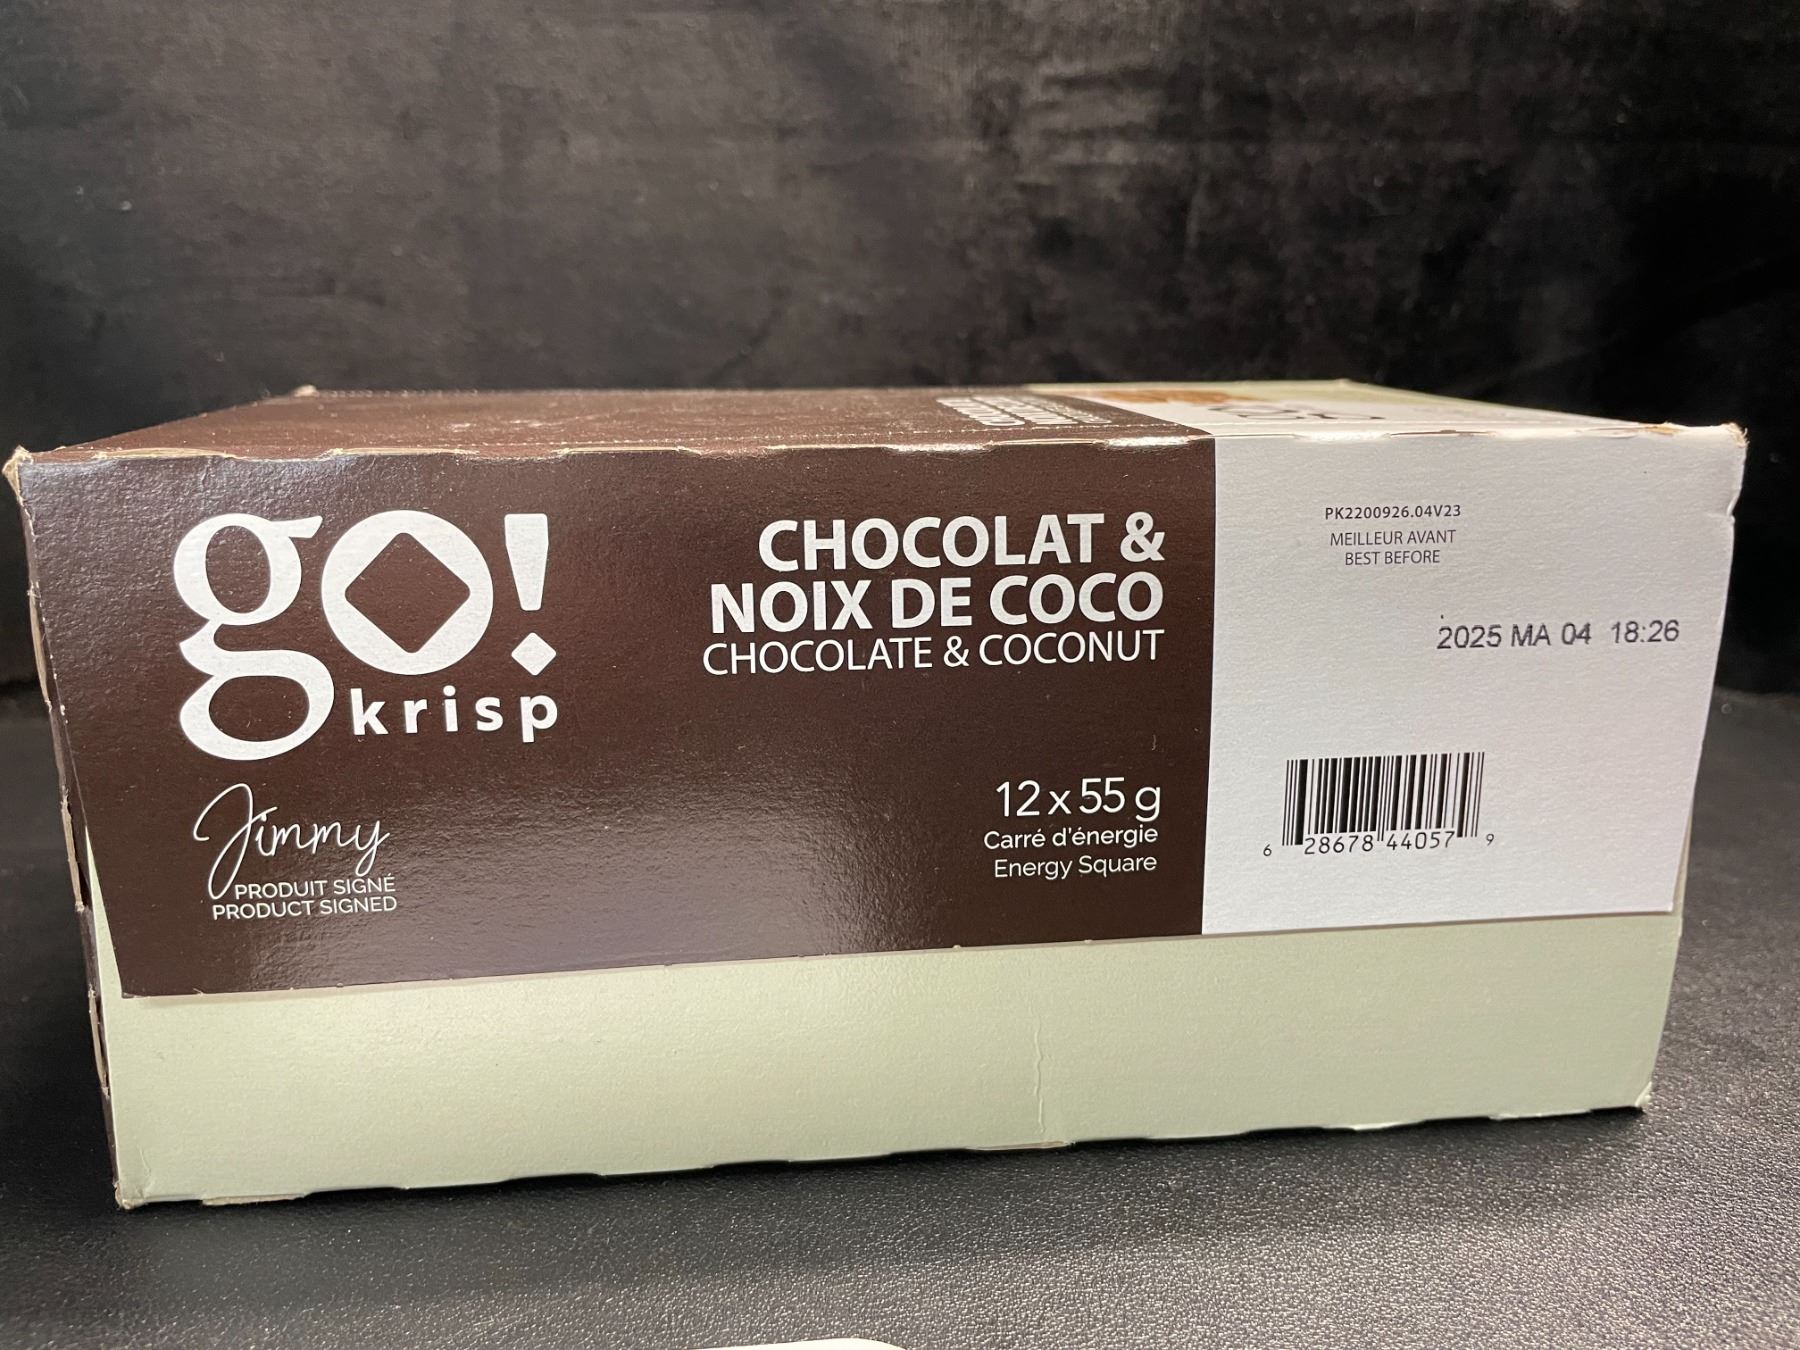 go!
krisp
Jimmy
PRODUIT SIGNÉ
PRODUCT SIGNED
CHOCOLAT &
NOIX DE COCO
CHOCOLATE & COCONUT
12 x 55 g
Carré d'énergie
Energy Square
PK2200926.04V23
MEILLEUR AVANT
BEST BEFORE
2025 MA 04 18:26
6 28678 44057 9